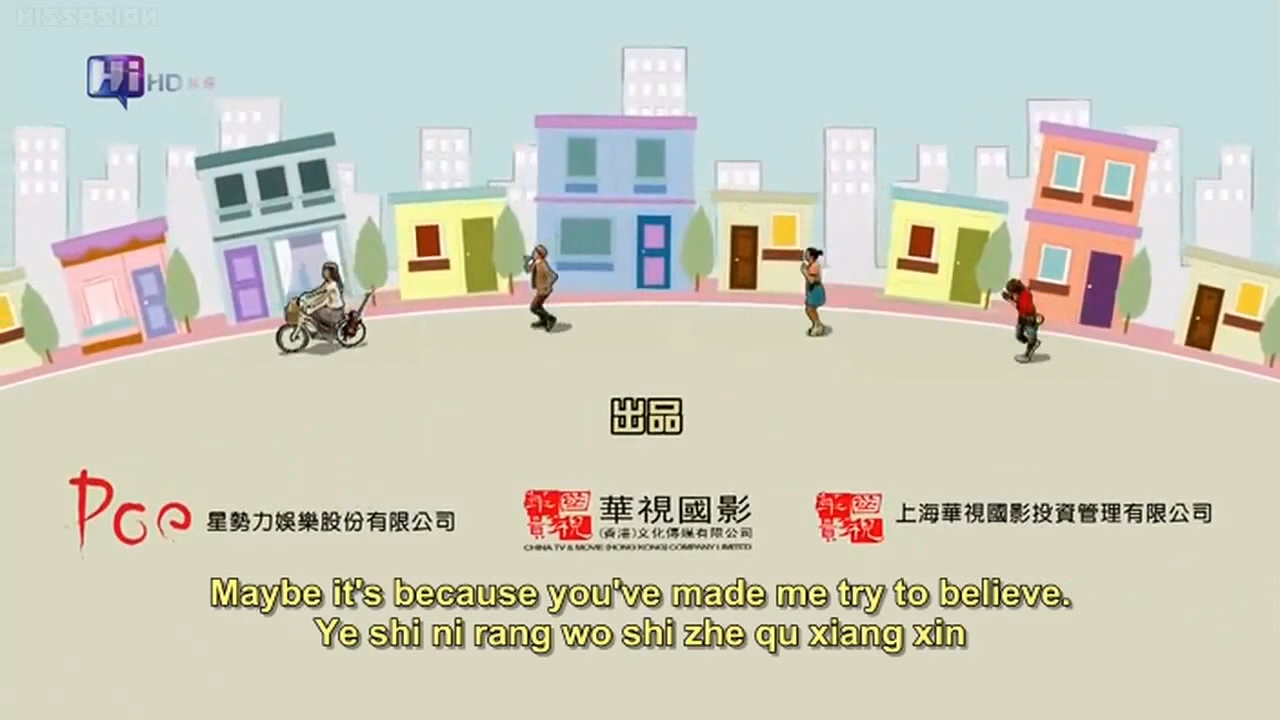 KISSASIAN
Hi HD
出品
Poe 星勢力娛樂股份有限公司
華視國影
(香港)文化傳媒有限公司
CHINA TV & MOVIE (HONG KONG) COMPANY LIMITED
上海華視國影投資管理有限公司
Maybe it's because you've made me try to believe.
Ye shi ni rang wo shi zhe qu xiang xin